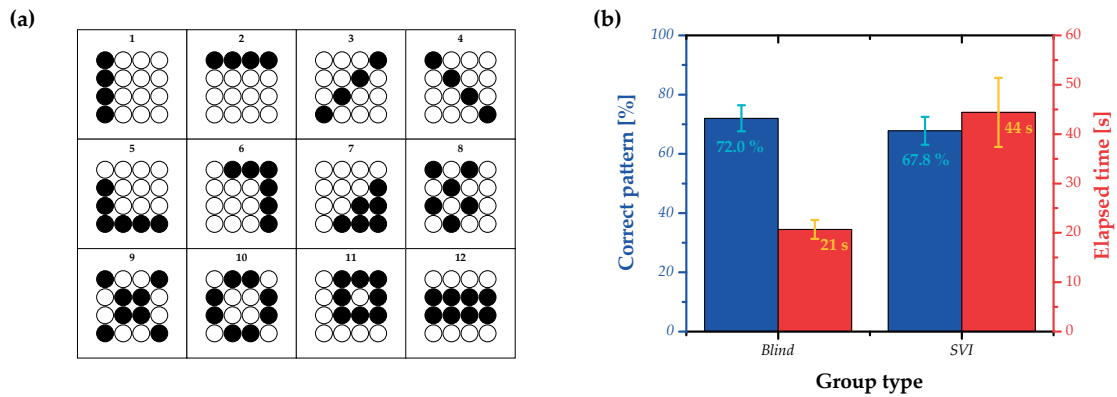 (a)
1 2 3 4
5 6 7 8
9 10 11 12
(b)
Correct pattern [%]
100
80
60
40
20
0
72.0 %
21 s
67.8 %
44 s
60
50
40
30
20
10
0
Elapsed time [s]
Blind SVI
Group type